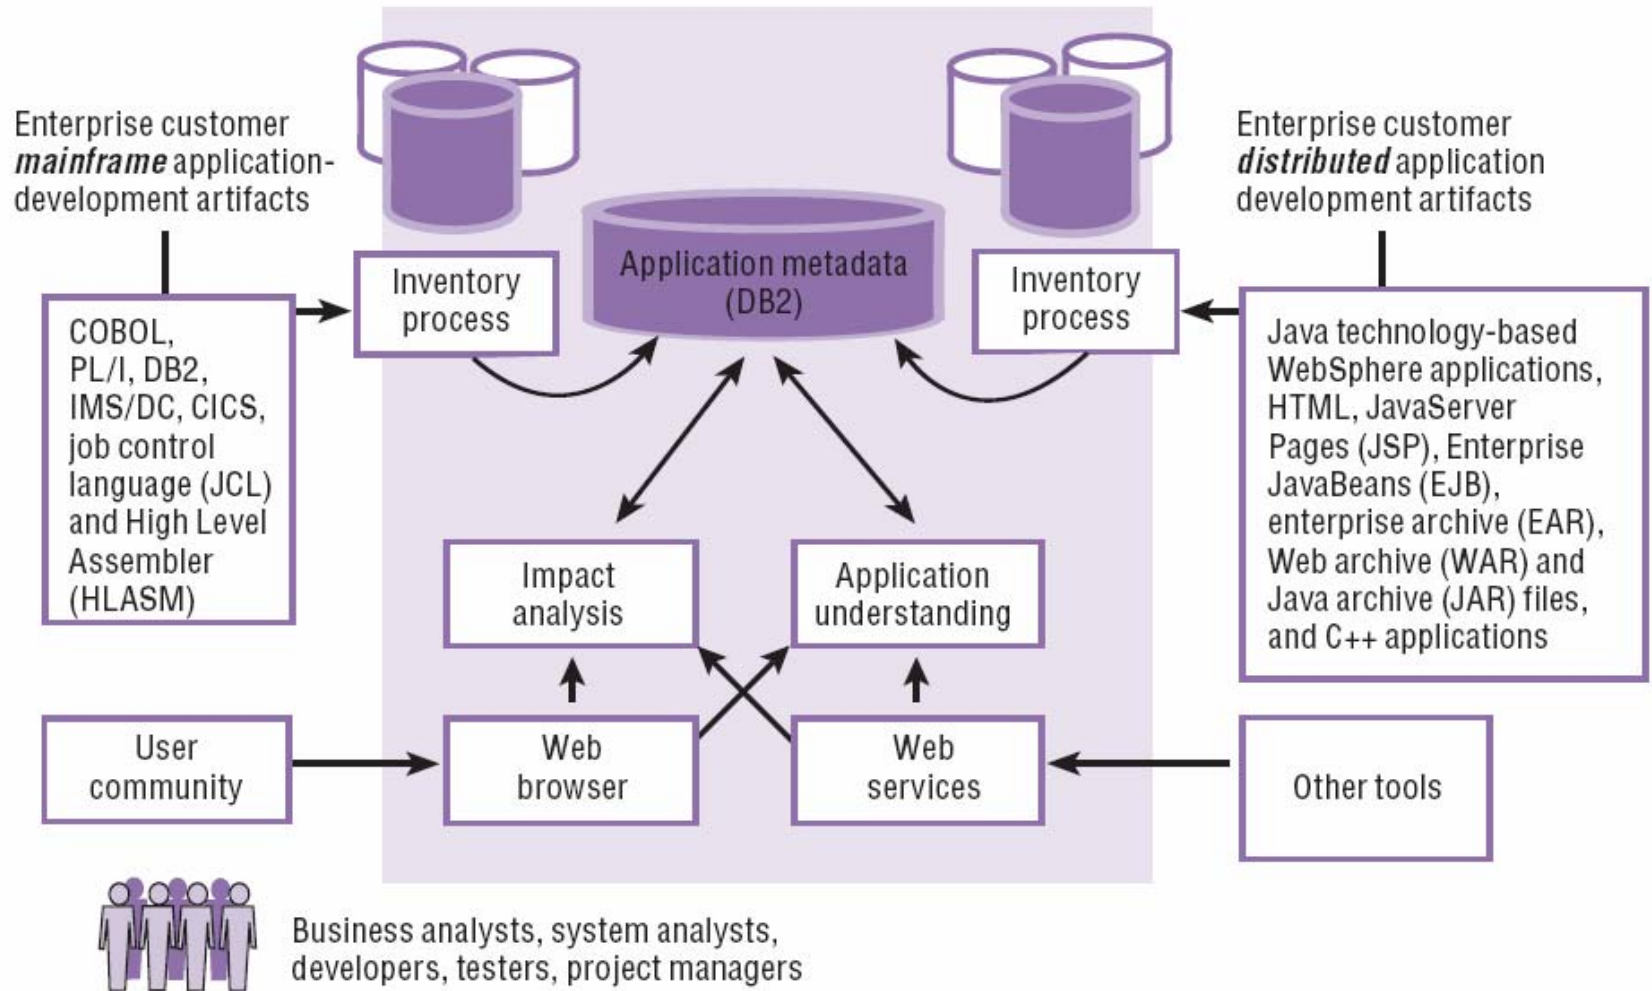 Enterprise customer
mainframe application-
development artifacts
COBOL,
PL/I, DB2,
IMS/DC, CICS,
job control
language (JCL)
and High Level
Assembler
(HLASM)
Inventory
process
Application metadata
(DB2)
Inventory
process
Enterprise customer
distributed application
development artifacts
Java technology-based
WebSphere applications,
HTML, JavaServer
Pages (JSP), Enterprise
JavaBeans (EJB),
enterprise archive (EAR),
Web archive (WAR) and
Java archive (JAR) files,
and C++ applications
Impact
analysis
Application
understanding
User
community
Web
browser
Web
services
Other tools
Business analysts, system analysts,
developers, testers, project managers